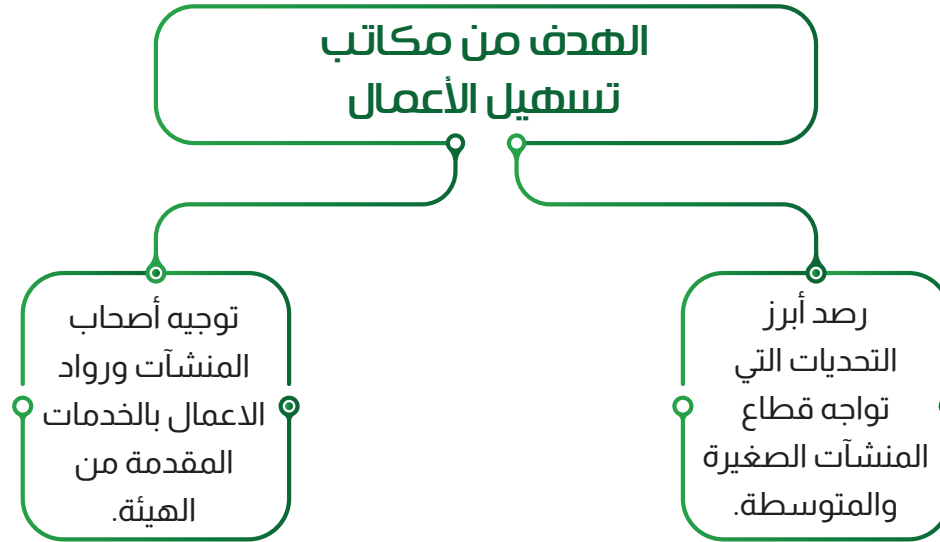 الهدف من مكاتب
تسهيل الأعمال
رصد أبرز
التحديات التي
تواجه قطاع
المنشآت الصغيرة
والمتوسطة.
توجيه أصحاب
المنشآت ورواد
الاعمال بالخدمات
المقدمة من
الهيئة.